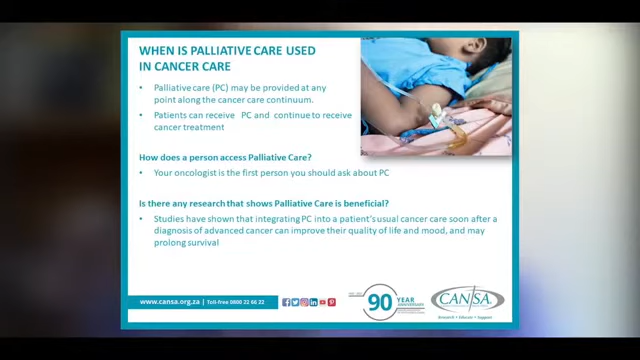 WHEN IS PALLIATIVE CARE USED
IN CANCER CARE
• Palliative care (PC) may be provided at any
point along the cancer care continuum.
• Patients can receive PC and continue to receive
cancer treatment
How does a person access Palliative Care?
• Your oncologist is the first person you should ask about PC
Is there any research that shows Palliative Care is beneficial?
• Studies have shown that integrating PC into a patient's usual cancer care soon after a
diagnosis of advanced cancer can improve their quality of life and mood, and may
prolong survival
www.cansa.org.za | Toll-free 0800 22 66 22
90 YEAR
CANSA
Research • Educate • Support